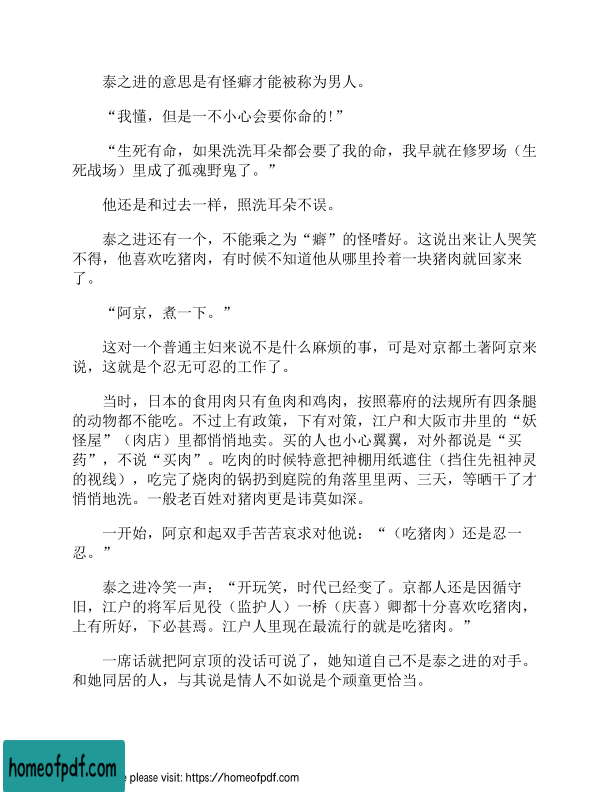 泰之进的意思是有怪癖才能被称为男人。
“我懂，但是一不小心会要你命的!”
“生死有命，如果洗洗耳朵都会要了我的命，我早就在修罗场（生
死战场）里成了孤魂野鬼了。”
他还是和过去一样，照洗耳朵不误。
泰之进还有一个，不能乘之为“癖”的怪嗜好。这说出来让人哭笑
不得，他喜欢吃猪肉，有时候不知道他从哪里拎着一块猪肉就回家来
了。
“阿京，煮一下。”
这对一个普通主妇来说不是什么麻烦的事，可是对京都土著阿京来
说，这就是个忍无可忍的工作了。
当时，日本的食用肉只有鱼肉和鸡肉，按照幕府的法规所有四条腿
的动物都不能吃。不过上有政策，下有对策，江户和大阪市井里的“妖
怪屋”（肉店）里都悄悄地卖。买的人也小心翼翼，对外都说是“买
药”，不说“买肉”。吃肉的时候特意把神棚用纸遮住（挡住先祖神灵
的视线），吃完了烧肉的锅扔到庭院的角落里里两、三天，等晒干了才
悄悄地洗。一般老百姓对猪肉更是讳莫如深。
一开始，阿京和起双手苦苦哀求对他说：“（吃猪肉）还是忍一
忍。”
泰之进冷笑一声：“开玩笑，时代已经变了。京都人还是因循守
旧，江户的将军后见役（监护人）一桥（庆喜）卿都十分喜欢吃猪肉，
上有所好，下必甚焉。江户人里现在最流行的就是吃猪肉。”
一席话就把阿京顶的没话可说了，她知道自己不是泰之进的对手。
和她同居的人，与其说是情人不如说是个顽童更恰当。
homeofpdf.com
e please visit: https://homeofpdf.com